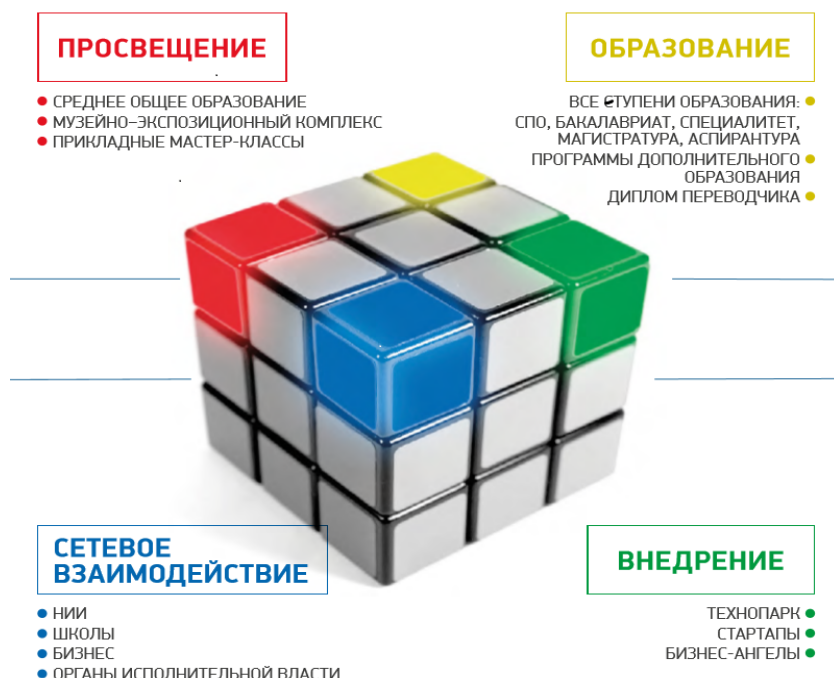 ПРОСВЕЩЕНИЕ
● СРЕДНЕЕ ОБЩЕЕ ОБРАЗОВАНИЕ
● МУЗЕЙНО-ЭКСПОЗИЦИОННЫЙ КОМПЛЕКС
● ПРИКЛАДНЫЕ МАСТЕР-КЛАССЫ
ОБРАЗОВАНИЕ
ВСЕ СТУПЕНИ ОБРАЗОВАНИЯ: ●
СПО, БАКАЛАВРИАТ, СПЕЦИАЛИТЕТ,
МАГИСТРАТУРА, АСПИРАНТУРА
ПРОГРАММЫ ДОПОЛНИТЕЛЬНОГО ●
ОБРАЗОВАНИЯ
ДИПЛОМ ПЕРЕВОДЧИКА ●
СЕТЕВОЕ
ВЗАИМОДЕЙСТВИЕ
● НИИ
● ШКОЛЫ
● БИЗНЕС
● ОРГАНЫ ИСПОЛНИТЕЛЬНОЙ ВЛАСТИ
ВНЕДРЕНИЕ
ТЕХНОПАРК ●
СТАРТАПЫ ●
БИЗНЕС-АНГЕЛЫ ●